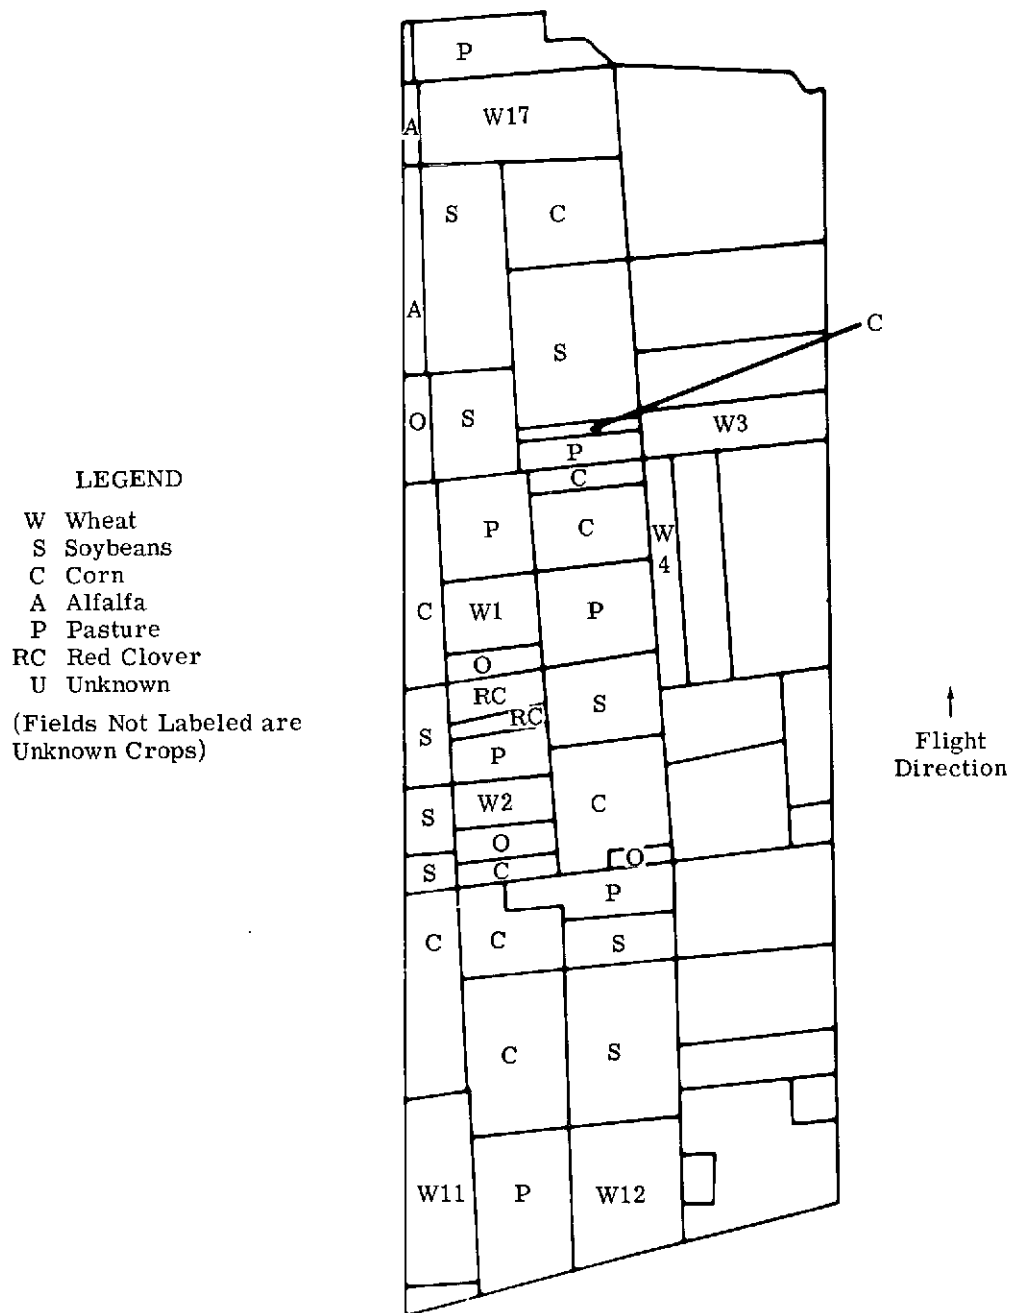 P
W17
A
S
C
A
S
C
O
S
W3
P
C
P
C
W
4
C
W1
P
O
RC
S
RC
S
P
W2
C
S
O
O
S
C
P
C
C
S
C
S
W11
P
W12
LEGEND
W Wheat
S Soybeans
C Corn
A Alfalfa
P Pasture
RC Red Clover
U Unknown
(Fields Not Labeled are
Unknown Crops)
Flight
Direction